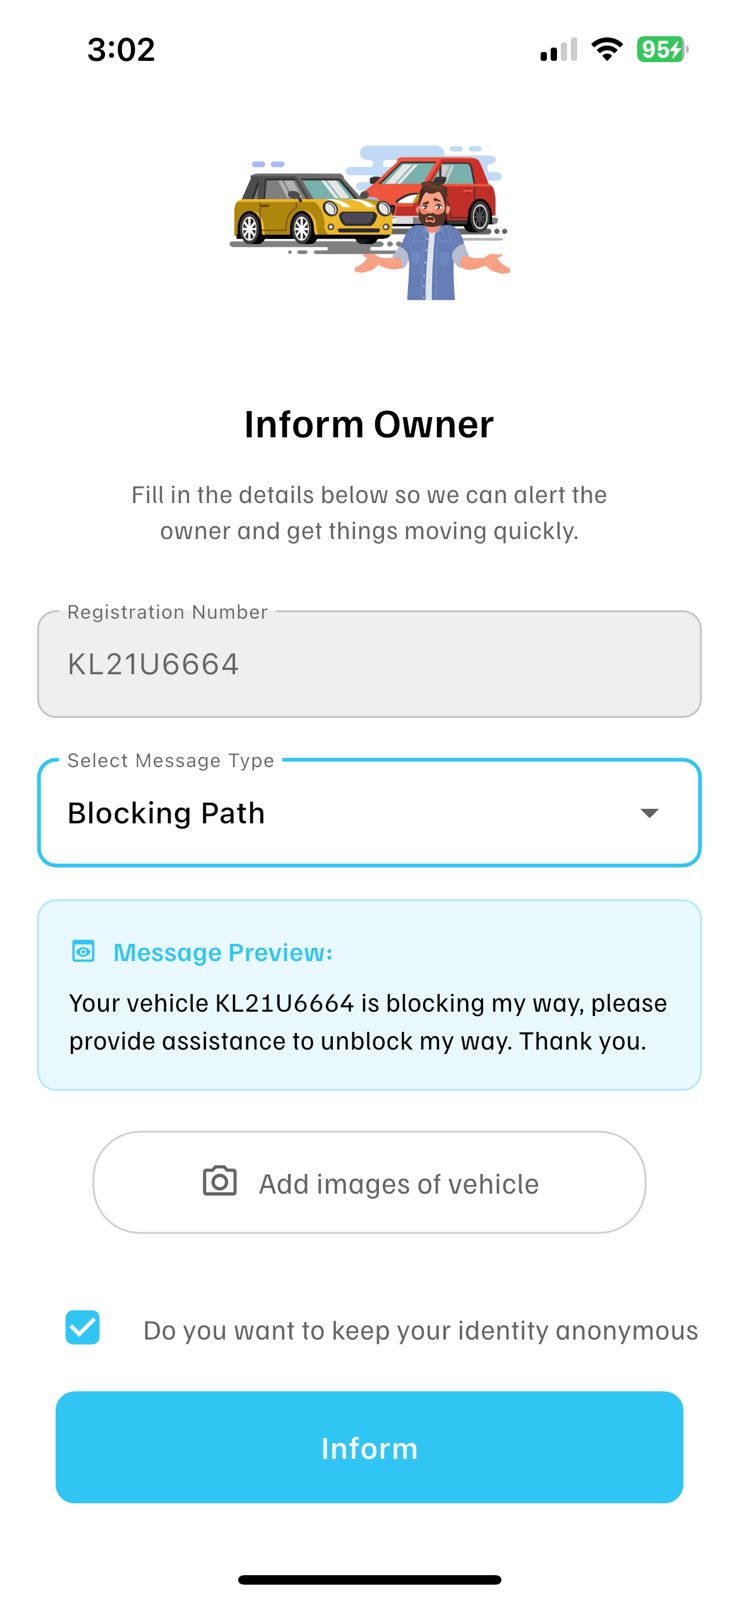 3:02
95
Inform Owner
Fill in the details below so we can alert the
owner and get things moving quickly.
Registration Number
KL21U6664
Select Message Type
Blocking Path
Message Preview:
Your vehicle KL21U6664 is blocking my way, please
provide assistance to unblock my way. Thank you.
Add images of vehicle
Do you want to keep your identity anonymous
Inform